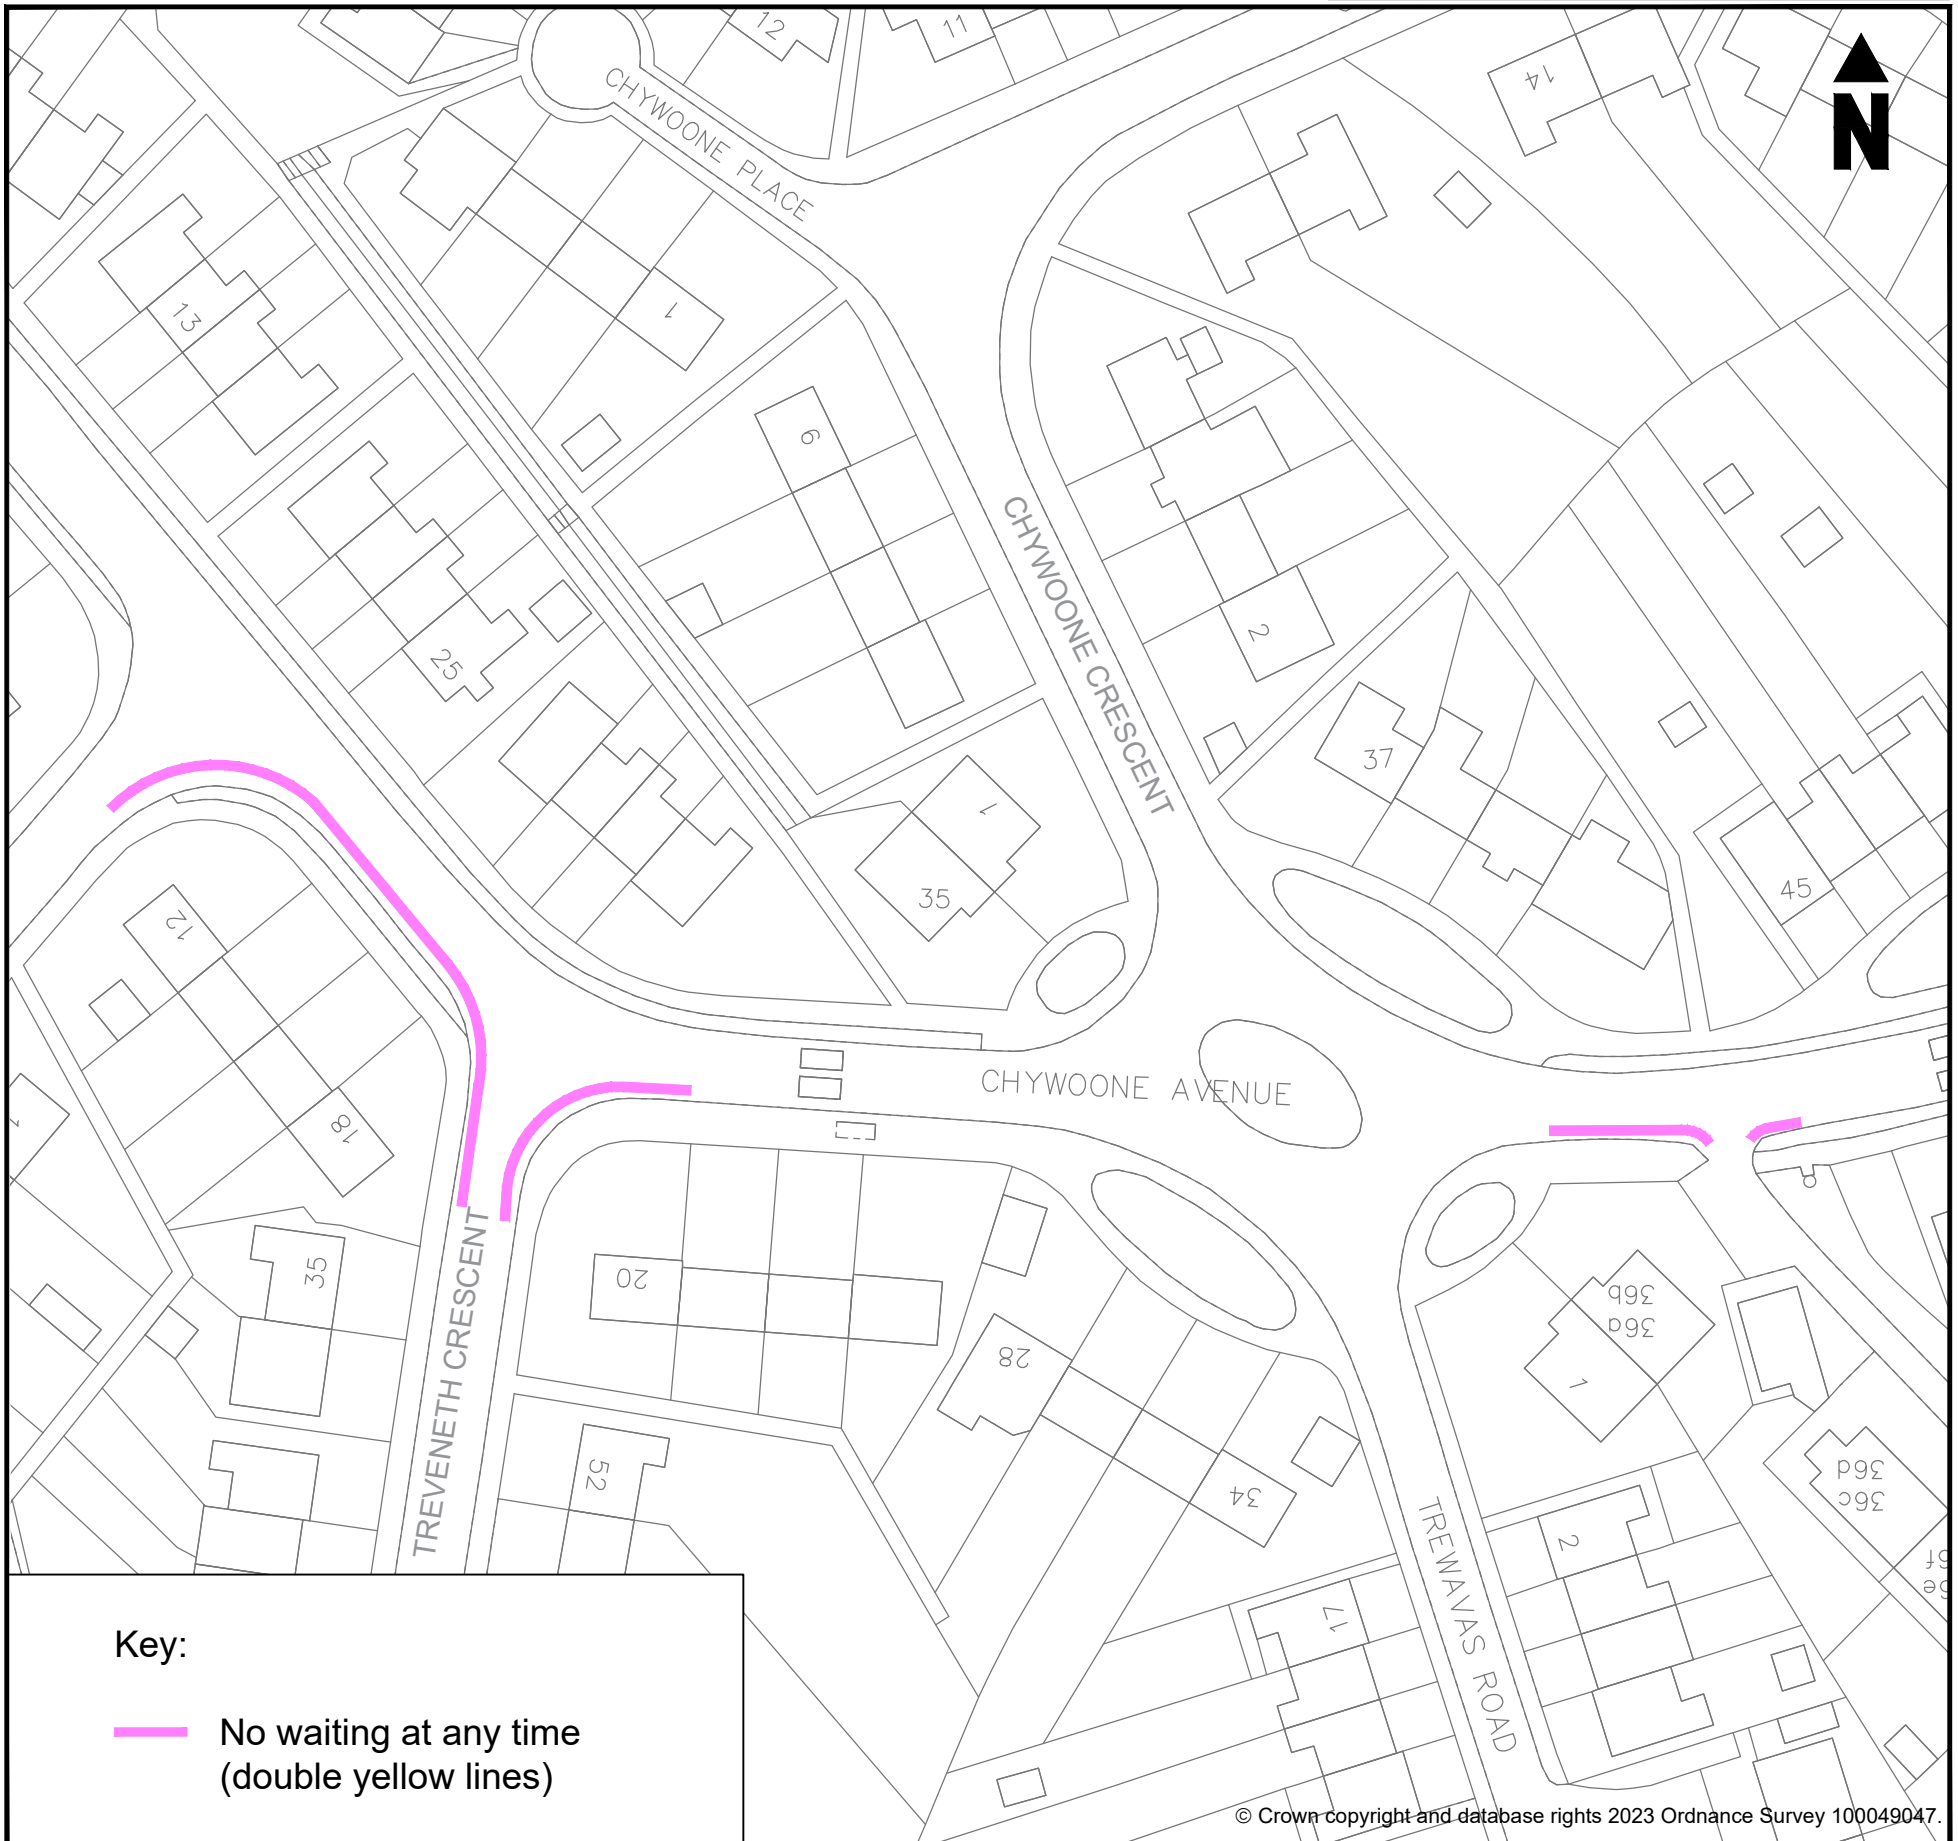 12
11
14
N
CHYWOONE PLACE
13
1
6
CHYWOONE CRESCENT
2
25
37
1
35
45
12
CHYWOONE AVENUE
18
35
20
28
36b
36a
1
TREVENETH CRESCENT
52
34
36d
36c
2
TREWAVAS ROAD
17
Key:
No waiting at any time
(double yellow lines)
© Crown copyright and database rights 2023 Ordnance Survey 100049047.